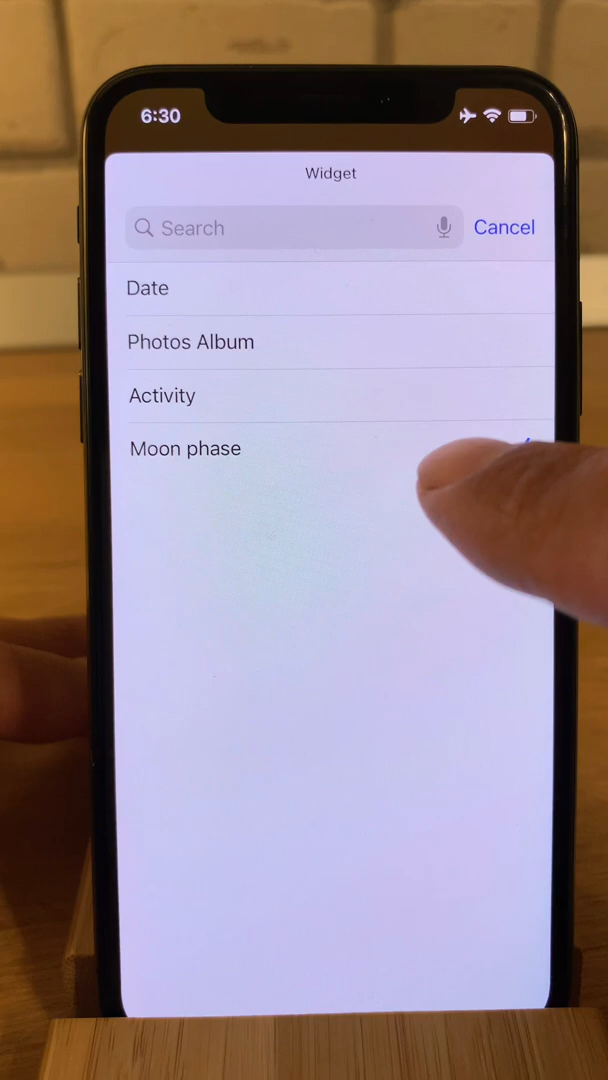 6:30
Widget
Search
Cancel
Date
Photos Album
Activity
Moon phase